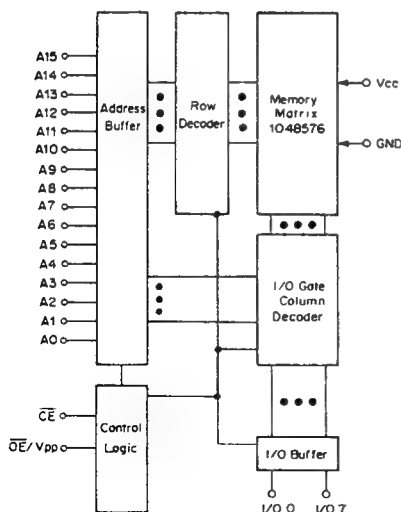 A15
A14
A13
A12
A11
A10
A9
A8
A7
A6
A5
A4
A3
A2
A1
A0
CE
OE/Vpp
Address
Buffer
Control
Logic
Row
Decoder
Memory
Matrix
1048576
Vcc
GND
I/O Gate
Column
Decoder
I/O Buffer
I/O 0
I/O 7